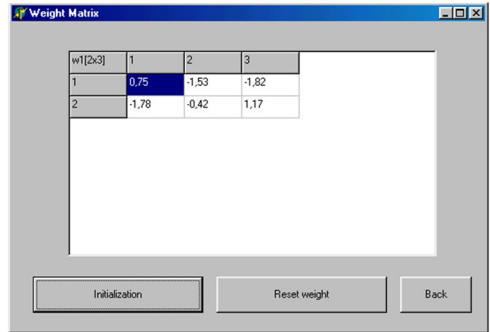 Weight Matrix
w1[2x3] 1 2 3
1 0,75 -1,53 -1,82
2 -1,78 -0,42 1,17
Initialization Reset weight Back